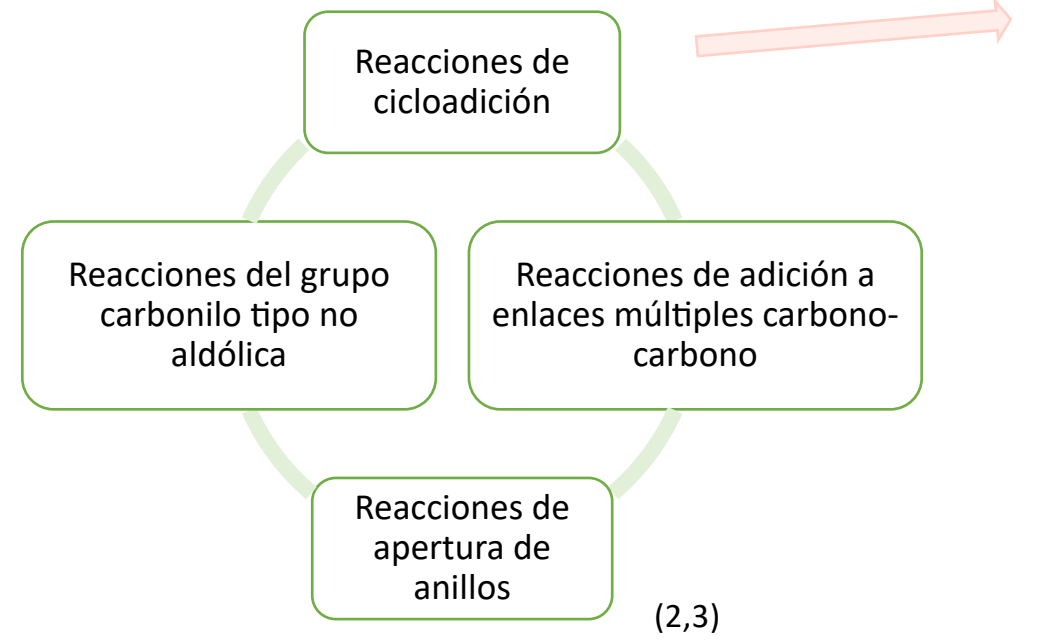 Reacciones de
cicloadición
Reacciones del grupo
carbonilo tipo no
aldólica
Reacciones de adición a
enlaces múltiples carbono-
carbono
Reacciones de
apertura de
anillos
(2,3)